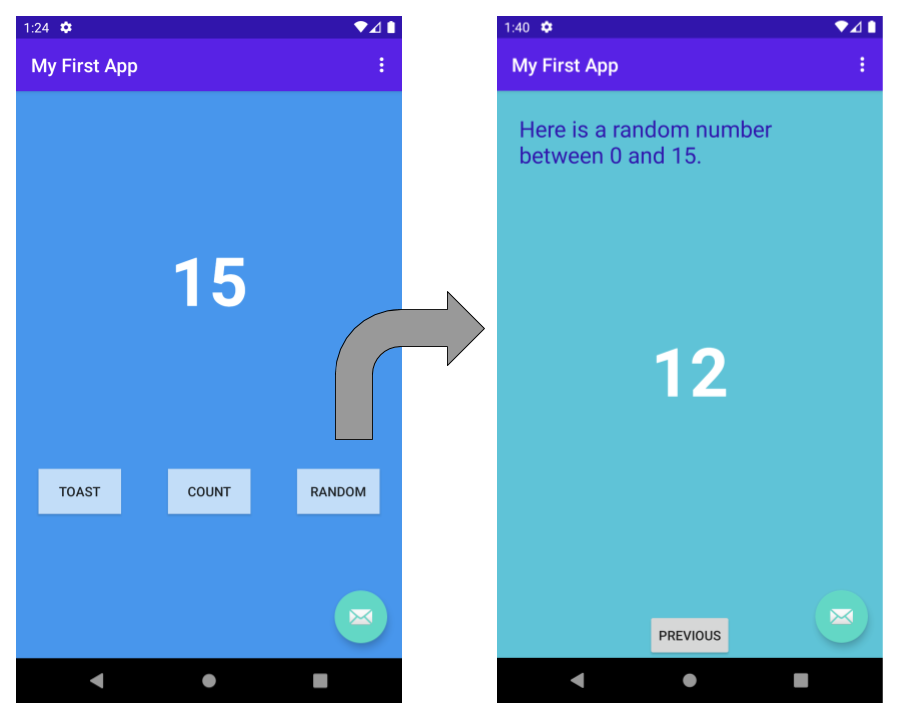 1:24
My First App
15
TOAST
COUNT
RANDOM
1:40
My First App
Here is a random number
between 0 and 15.
12
PREVIOUS